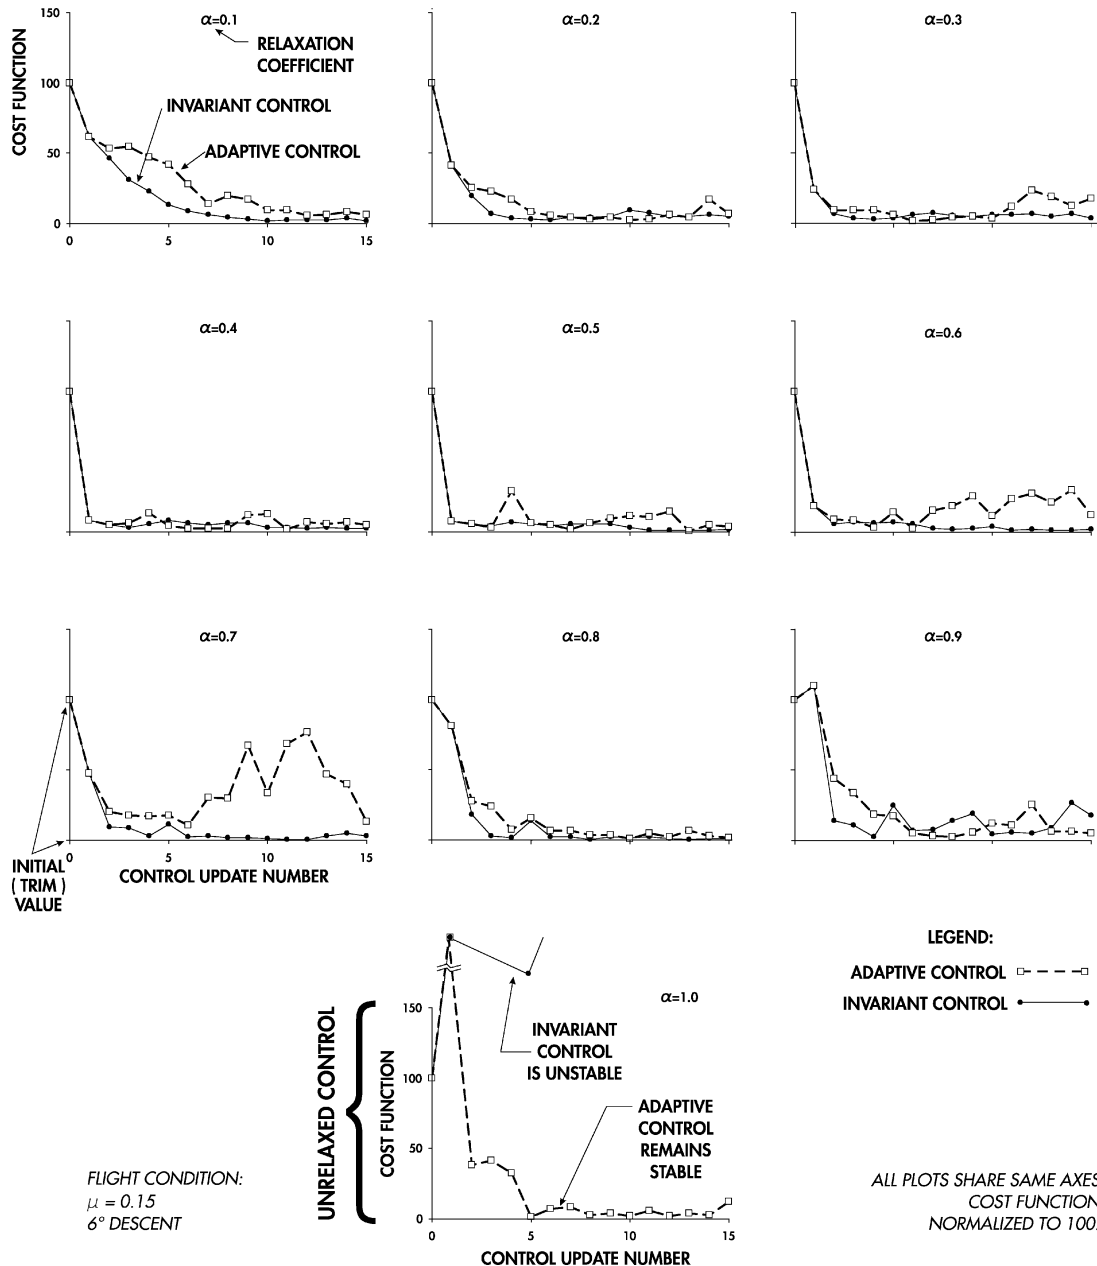 150
100
50
0
COST FUNCTION
α=0.1
RELAXATION
COEFFICIENT
INVARIANT CONTROL
ADAPTIVE CONTROL
0
5
10
15
α=0.2
α=0.3
α=0.4
α=0.5
α=0.6
α=0.7
α=0.8
α=0.9
0
5
10
15
INITIAL
( TRIM )
VALUE
CONTROL UPDATE NUMBER
LEGEND:
ADAPTIVE CONTROL
INVARIANT CONTROL
UNRELAXED CONTROL
COST FUNCTION
150
100
50
0
α=1.0
INVARIANT
CONTROL
IS UNSTABLE
ADAPTIVE
CONTROL
REMAINS
STABLE
0
5
10
15
CONTROL UPDATE NUMBER
FLIGHT CONDITION:
μ = 0.15
6° DESCENT
ALL PLOTS SHARE SAME AXES
COST FUNCTION
NORMALIZED TO 100.